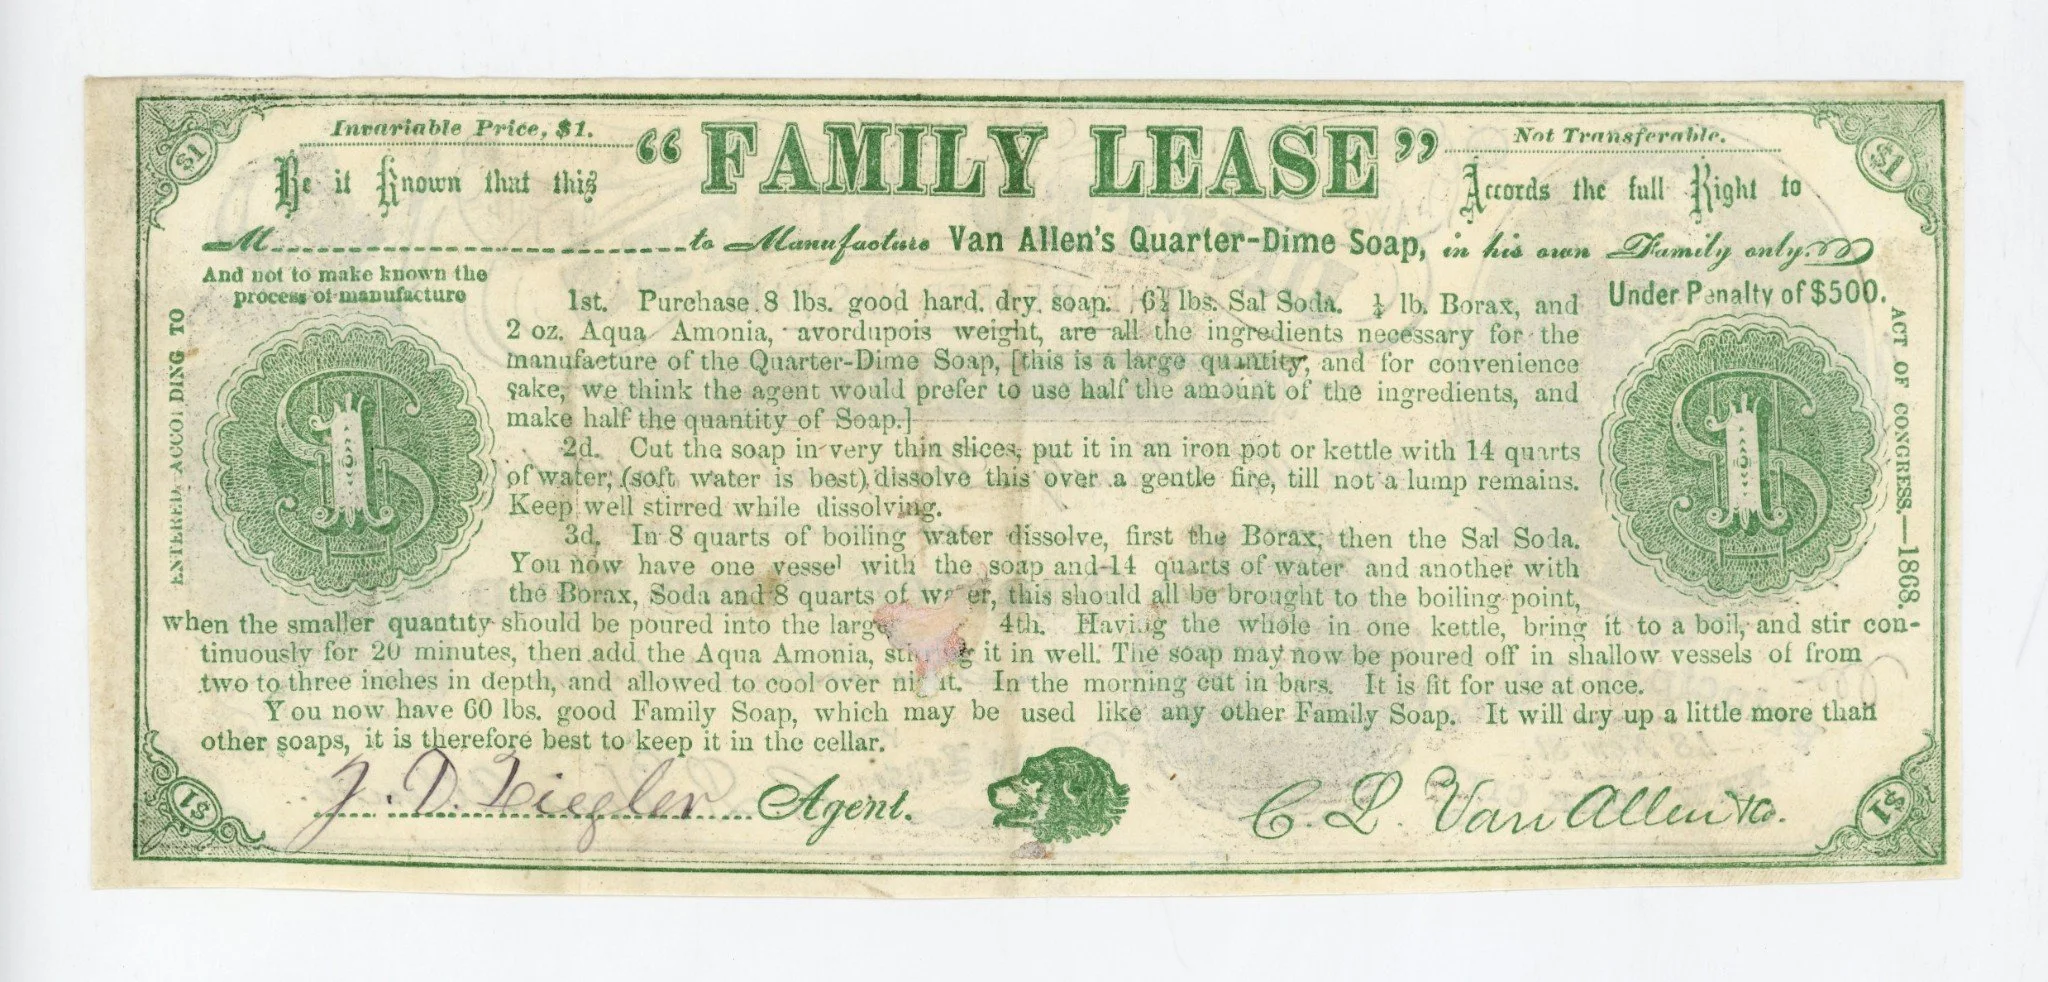 Invariable Price, $1.
"FAMILY LEASE"
Not Transferable.
Be it Known that this
Accords the full Right to
M to Manufacture Van Allen's Quarter-Dime Soap, in his own Family only.
And not to make known the
process of manufacture
Under Penalty of $500.
1st. Purchase 8 lbs. good hard, dry soap. 6½ lbs. Sal Soda. ½ lb. Borax, and
2 oz. Aqua Amonia, avordupois weight, are all the ingredients necessary for the
manufacture of the Quarter-Dime Soap, [this is a large quantity, and for convenience
sake, we think the agent would prefer to use half the amount of the ingredients, and
make half the quantity of Soap.]
2d. Cut the soap in very thin slices, put it in an iron pot or kettle with 14 quarts
of water, (soft water is best) dissolve this over a gentle fire, till not a lump remains.
Keep well stirred while dissolving.
3d. In 8 quarts of boiling water dissolve, first the Borax, then the Sal Soda.
You now have one vessel with the soap and 14 quarts of water and another with
the Borax, Soda and 8 quarts of water, this should all be brought to the boiling point,
when the smaller quantity should be poured into the larg 4th. Having the whole in one kettle, bring it to a boil, and stir con-
tinuously for 20 minutes, then add the Aqua Amonia, stirring it in well. The soap may now be poured off in shallow vessels of from
two to three inches in depth, and allowed to cool over night. In the morning cut in bars. It is fit for use at once.
You now have 60 lbs. good Family Soap, which may be used like any other Family Soap. It will dry up a little more than
other soaps, it is therefore best to keep it in the cellar.
J. D. Ziegler Agent.
C. L. Van Allen & Co.
ENTERED ACCORDING TO
ACT OF CONGRESS.—1868.
$1
$1
$1
$1
$1
$1